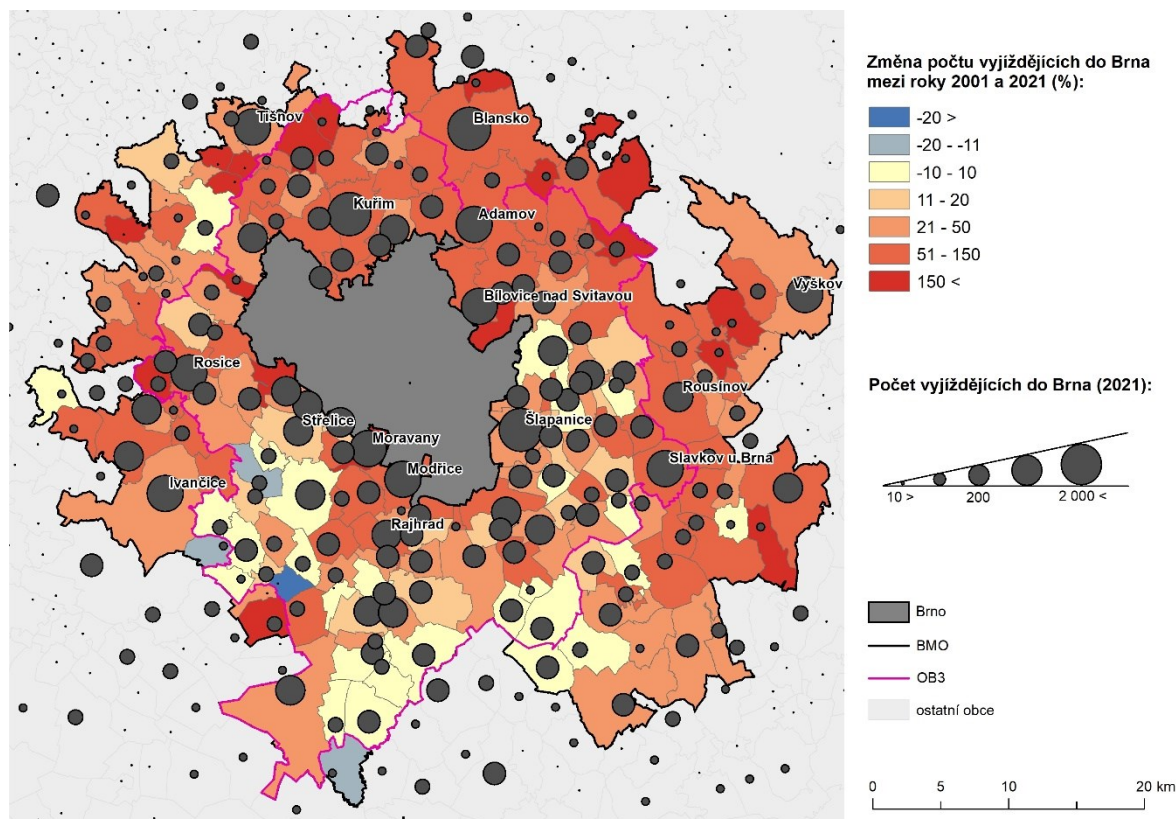 Tišnov
Blansko
Kuřim
Adamov
Vyškov
Bílovice nad Svitavou
Rosice
Rousínov
Střelice
Šlapanice
Moravany
Slavkov u Brna
Modřice
Ivančice
Rajhrad
Změna počtu vyjíždějících do Brna
mezi roky 2001 a 2021 (%):
-20 >
-20 - -11
-10 - 10
11 - 20
21 - 50
51 - 150
150 <
Počet vyjíždějících do Brna (2021):
10 >
200
2 000 <
Brno
BMO
OB3
ostatní obce
0 5 10 20 km